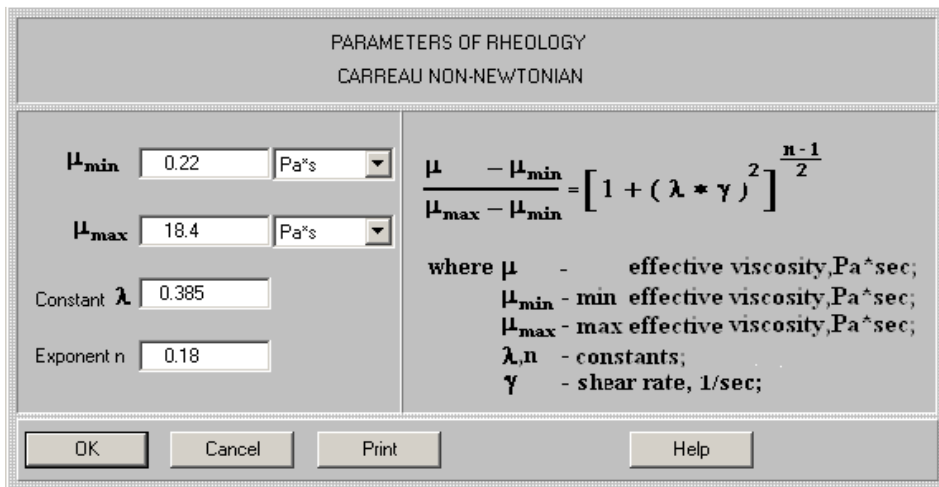 PARAMETERS OF RHEOLOGY
CARREAU NON-NEWTONIAN
μmin 0.22 Pa*s
μmax 18.4 Pa*s
Constant λ 0.385
Exponent n 0.18
μ - μmin
μmax - μmin
= [ 1 + ( λ * γ )2 ] n - 1
2
where μ - effective viscosity,Pa*sec;
μmin - min effective viscosity,Pa*sec;
μmax - max effective viscosity,Pa*sec;
λ,n - constants;
γ - shear rate, 1/sec;
OK Cancel Print Help